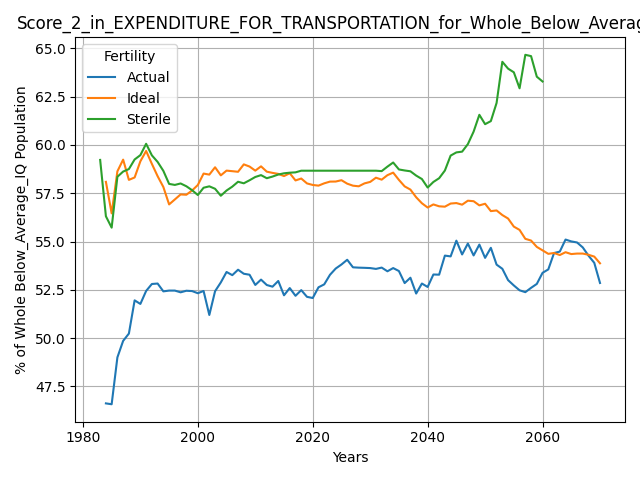 Score_2_in_EXPENDITURE_FOR_TRANSPORTATION_for_Whole_Below_Averag
65.0
62.5
60.0
57.5
55.0
52.5
50.0
47.5
% of Whole Below_Average_IQ Population
Fertility
Actual
Ideal
Sterile
1980 2000 2020 2040 2060
Years